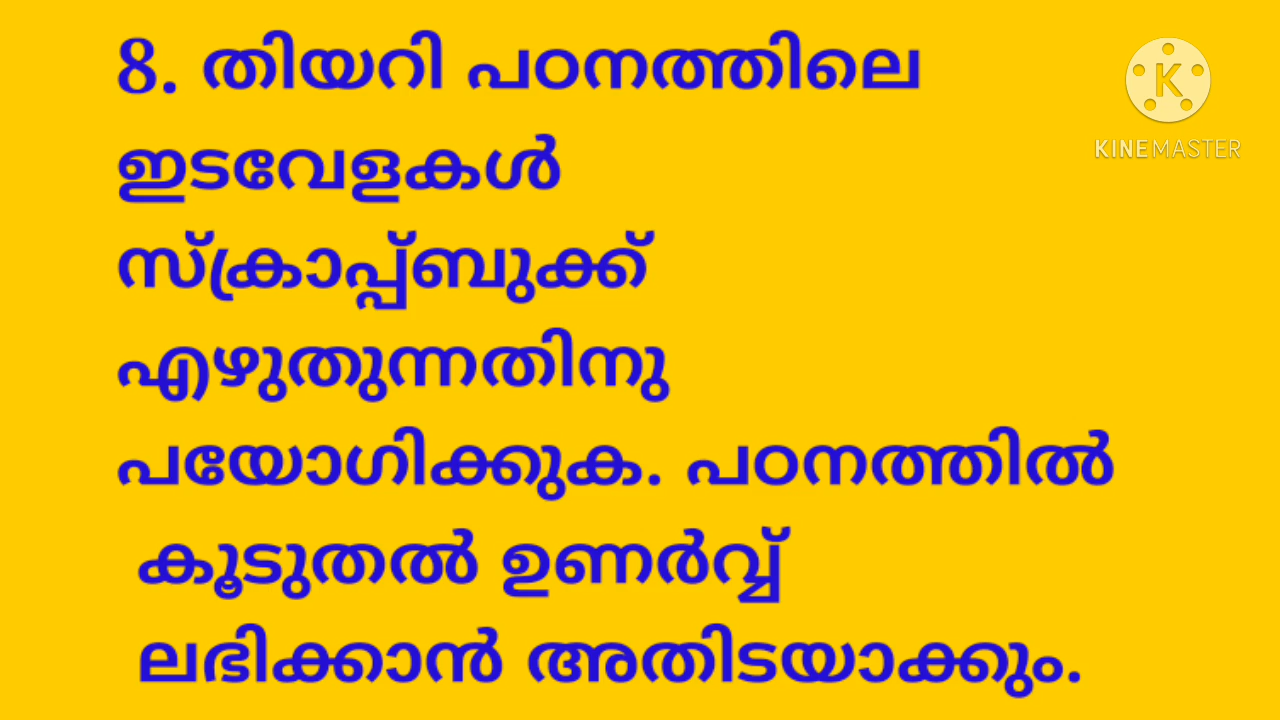 8. തിയറി പഠനത്തിലെ
ഇടവേളകൾ
സ്ക്രാപ്പ്ബുക്ക്
എഴുതുന്നതിനു
പയോഗിക്കുക. പഠനത്തിൽ
കൂടുതൽ ഉണർവ്വ്
ലഭിക്കാൻ അതിടയാക്കും.
K
KINEMASTER